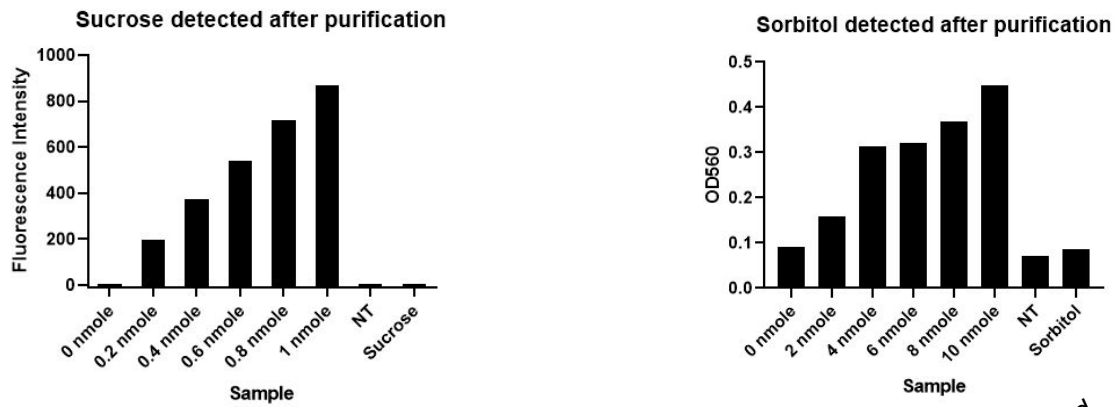 Sucrose detected after purification
1000
800
600
400
200
0
Fluorescence Intensity
0 nmole
0.2 nmole
0.4 nmole
0.6 nmole
0.8 nmole
1 nmole
NT
Sucrose
Sample
Sorbitol detected after purification
0.5
0.4
0.3
0.2
0.1
0.0
OD560
0 nmole
2 nmole
4 nmole
6 nmole
8 nmole
10 nmole
NT
Sorbitol
Sample